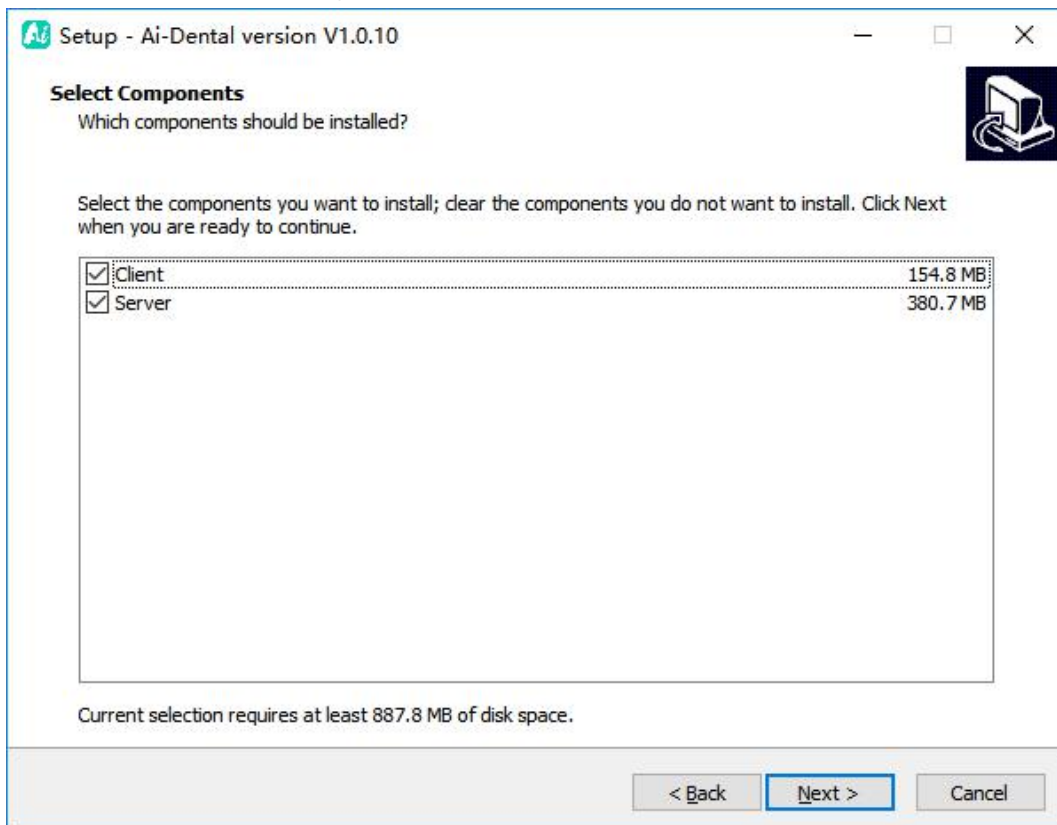 Ai Setup - Ai-Dental version V1.0.10
Select Components
Which components should be installed?
Select the components you want to install; clear the components you do not want to install. Click Next
when you are ready to continue.
Client 154.8 MB
Server 380.7 MB
Current selection requires at least 887.8 MB of disk space.
< Back Next > Cancel